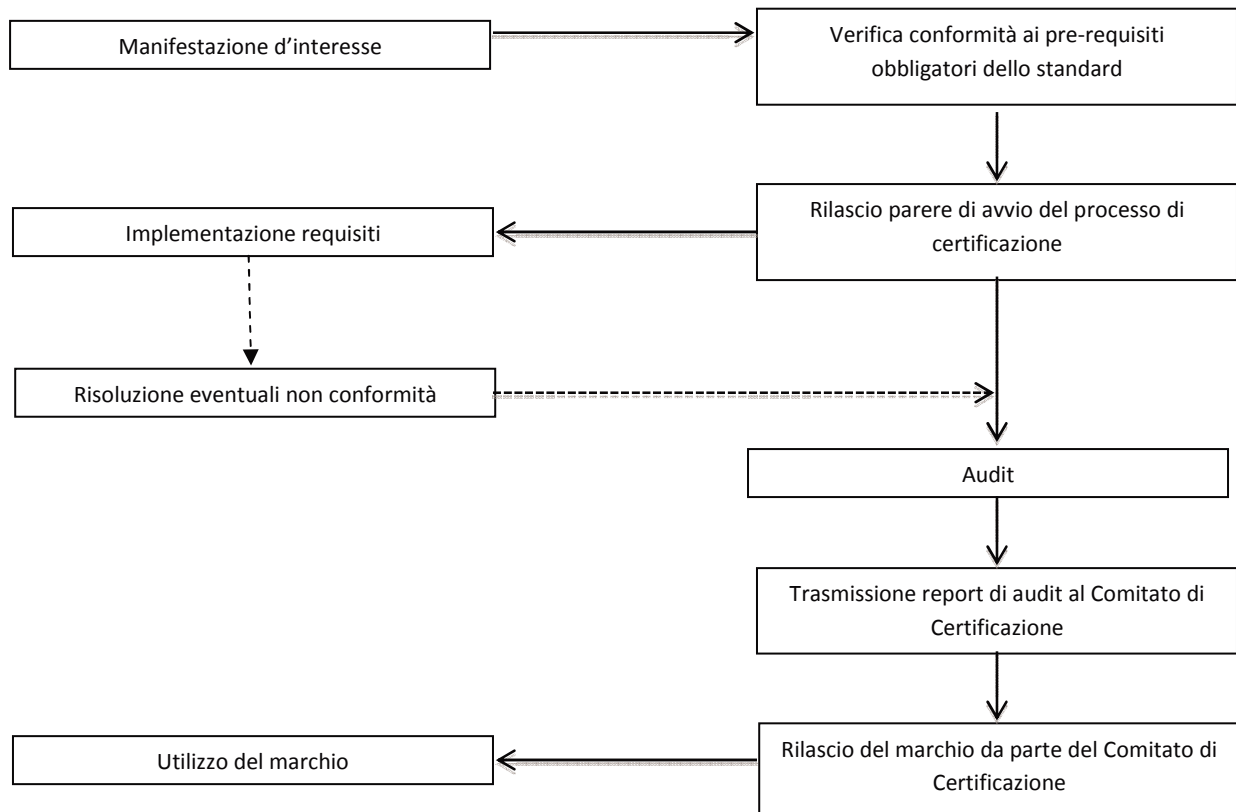 Manifestazione d’interesse
Verifica conformità ai pre-requisiti
obbligatori dello standard
Rilascio parere di avvio del processo di
certificazione
Implementazione requisiti
Risoluzione eventuali non conformità
Audit
Trasmissione report di audit al Comitato di
Certificazione
Rilascio del marchio da parte del Comitato di
Certificazione
Utilizzo del marchio